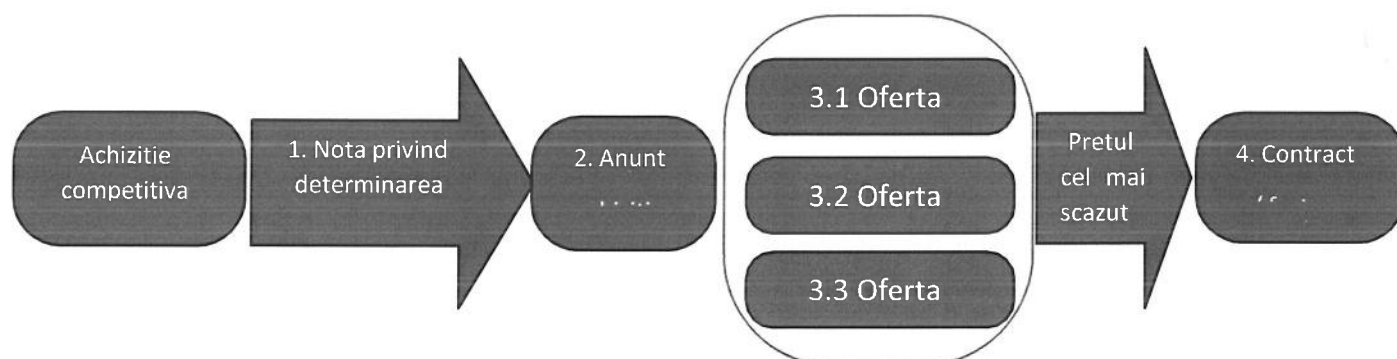 Achizitie
competitiva
1. Nota privind
determinarea
2. Anunt
3.1 Oferta
3.2 Oferta
3.3 Oferta
Pretul
cel mai
scazut
4. Contract